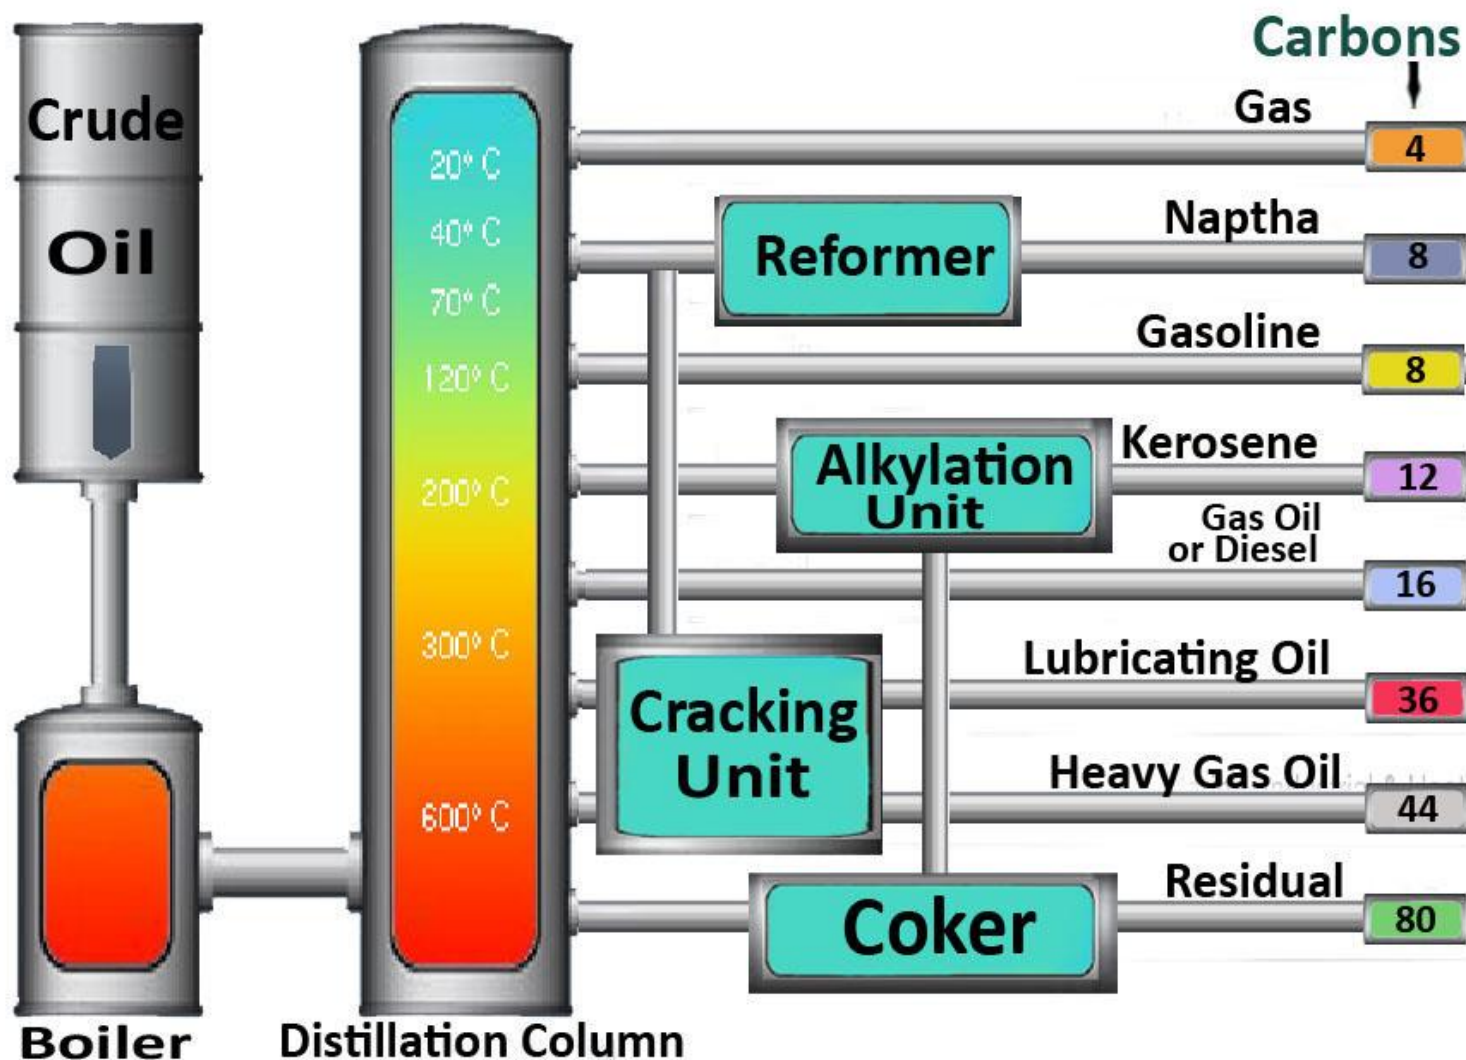 Carbons
Crude
Oil
Boiler
20° C
40° C
70° C
120° C
200° C
300° C
600° C
Distillation Column
Gas
4
Reformer
Naptha
8
Gasoline
8
Alkylation
Unit
Kerosene
12
Gas Oil
or Diesel
16
Cracking
Unit
Lubricating Oil
36
Heavy Gas Oil
44
Coker
Residual
80